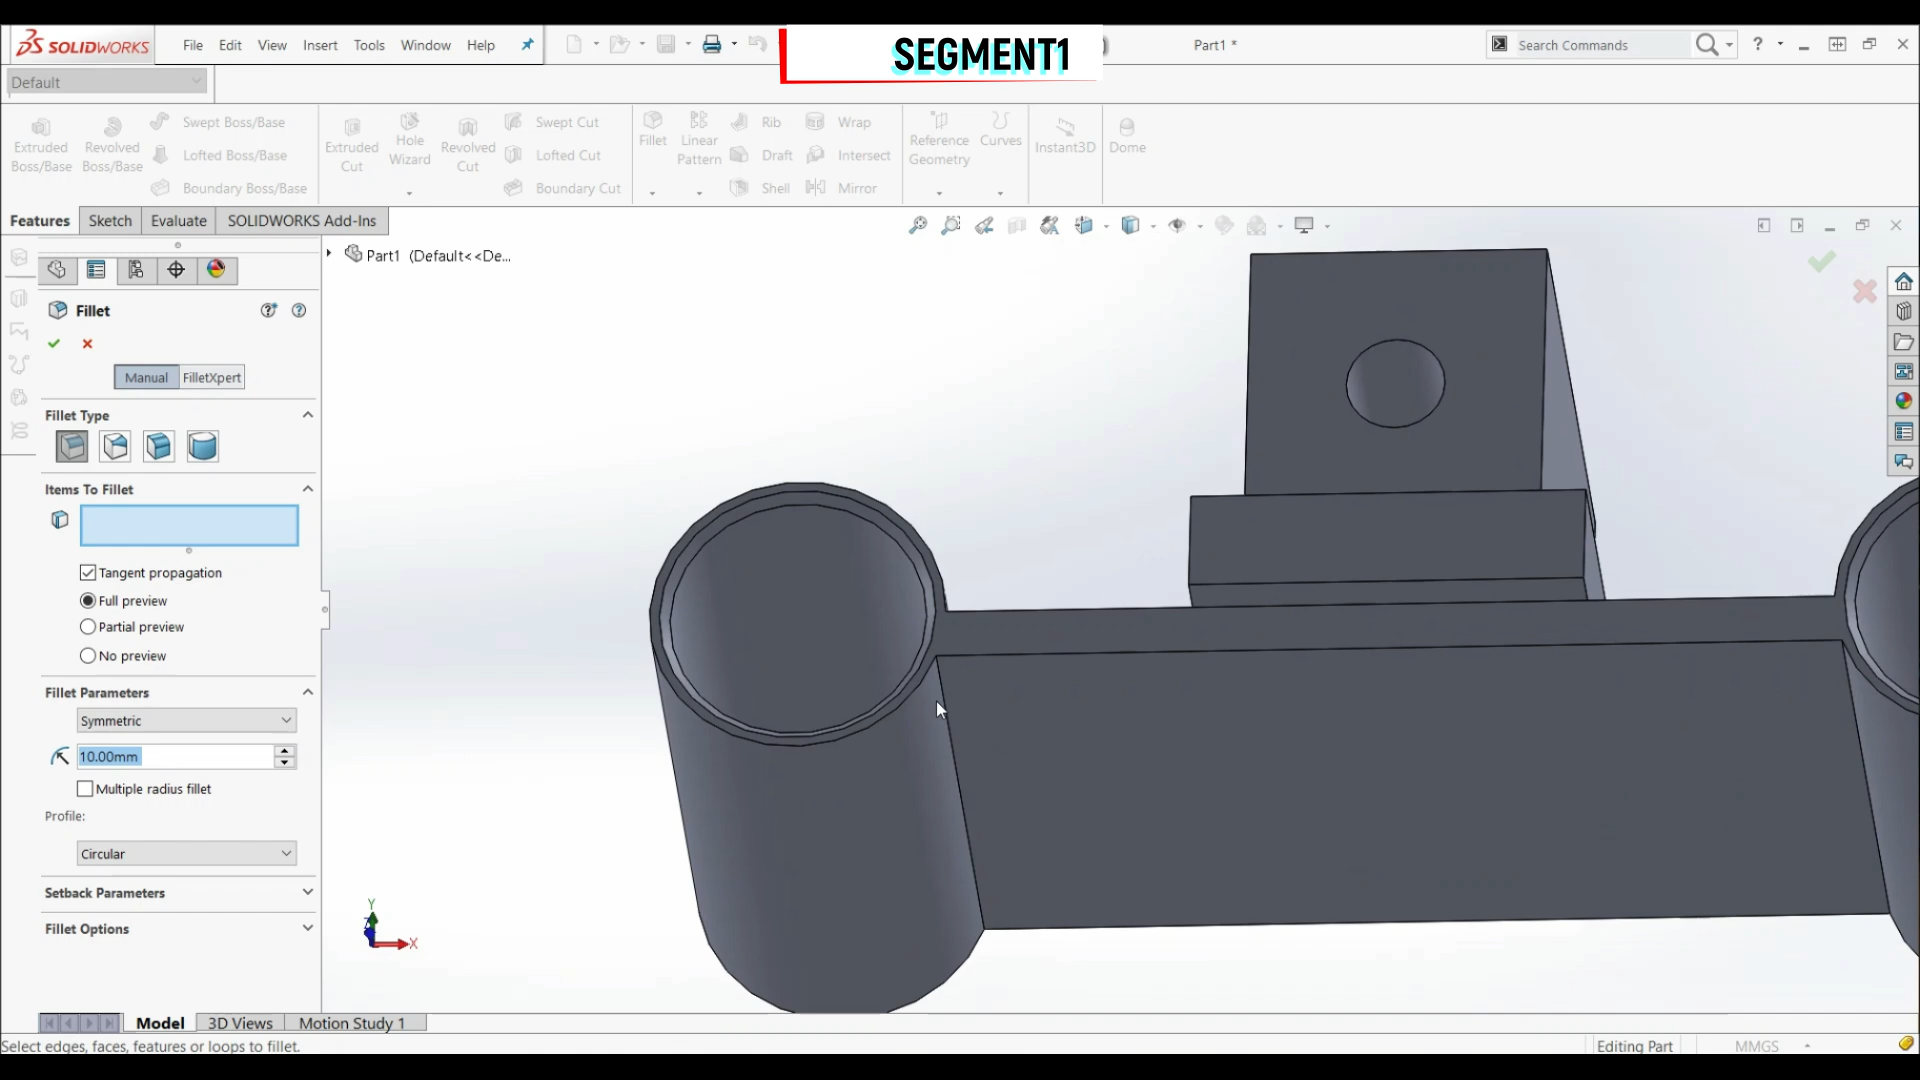 SOLIDWORKS File Edit View Insert Tools Window Help SEGMENT1 Part1 * Search Commands ?
Default
Extruded Boss/Base
Revolved Boss/Base
Swept Boss/Base
Lofted Boss/Base
Boundary Boss/Base
Extruded Cut
Hole Wizard
Revolved Cut
Swept Cut
Lofted Cut
Boundary Cut
Fillet
Linear Pattern
Rib
Draft
Shell
Wrap
Intersect
Mirror
Reference Geometry
Curves
Instant3D
Dome
Features Sketch Evaluate SOLIDWORKS Add-Ins
Part1 (Default<<De...
Fillet
Manual FilletXpert
Fillet Type
Items To Fillet
Tangent propagation
Full preview
Partial preview
No preview
Fillet Parameters
Symmetric
10.00mm
Multiple radius fillet
Profile:
Circular
Setback Parameters
Fillet Options
Y
X
Model 3D Views Motion Study 1
Select edges, faces, features or loops to fillet. Editing Part MMGS